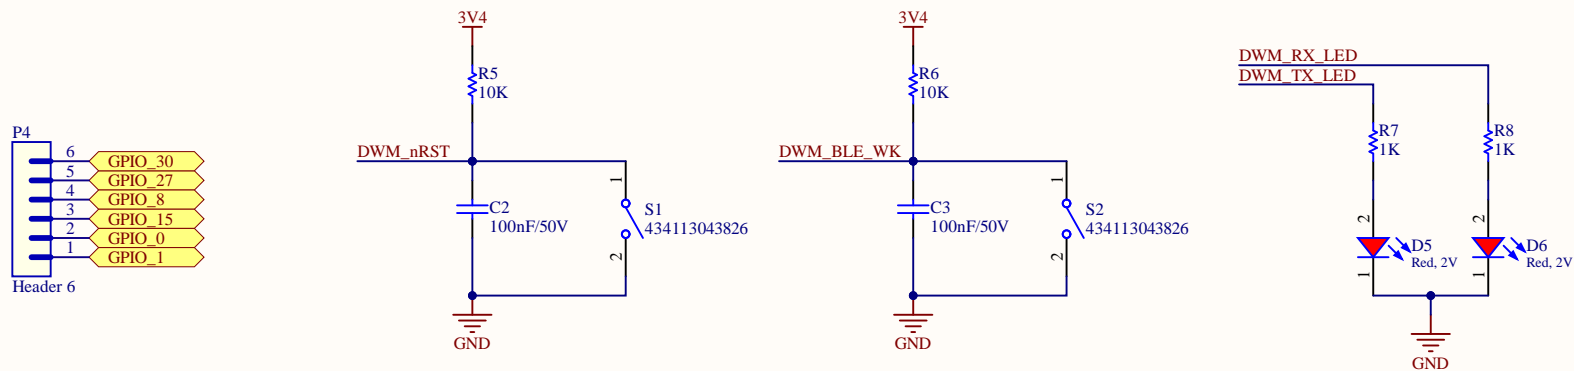 P4
6 GPIO_30
5 GPIO_27
4 GPIO_8
3 GPIO_15
2 GPIO_0
1 GPIO_1
Header 6
3V4
R5
10K
DWM_nRST
C2
100nF/50V
1
S1
434113043826
2
GND
3V4
R6
10K
DWM_BLE_WK
C3
100nF/50V
1
S2
434113043826
2
GND
DWM_RX_LED
DWM_TX_LED
R7
1K
R8
1K
2
D5
Red, 2V
1
2
D6
Red, 2V
1
GND